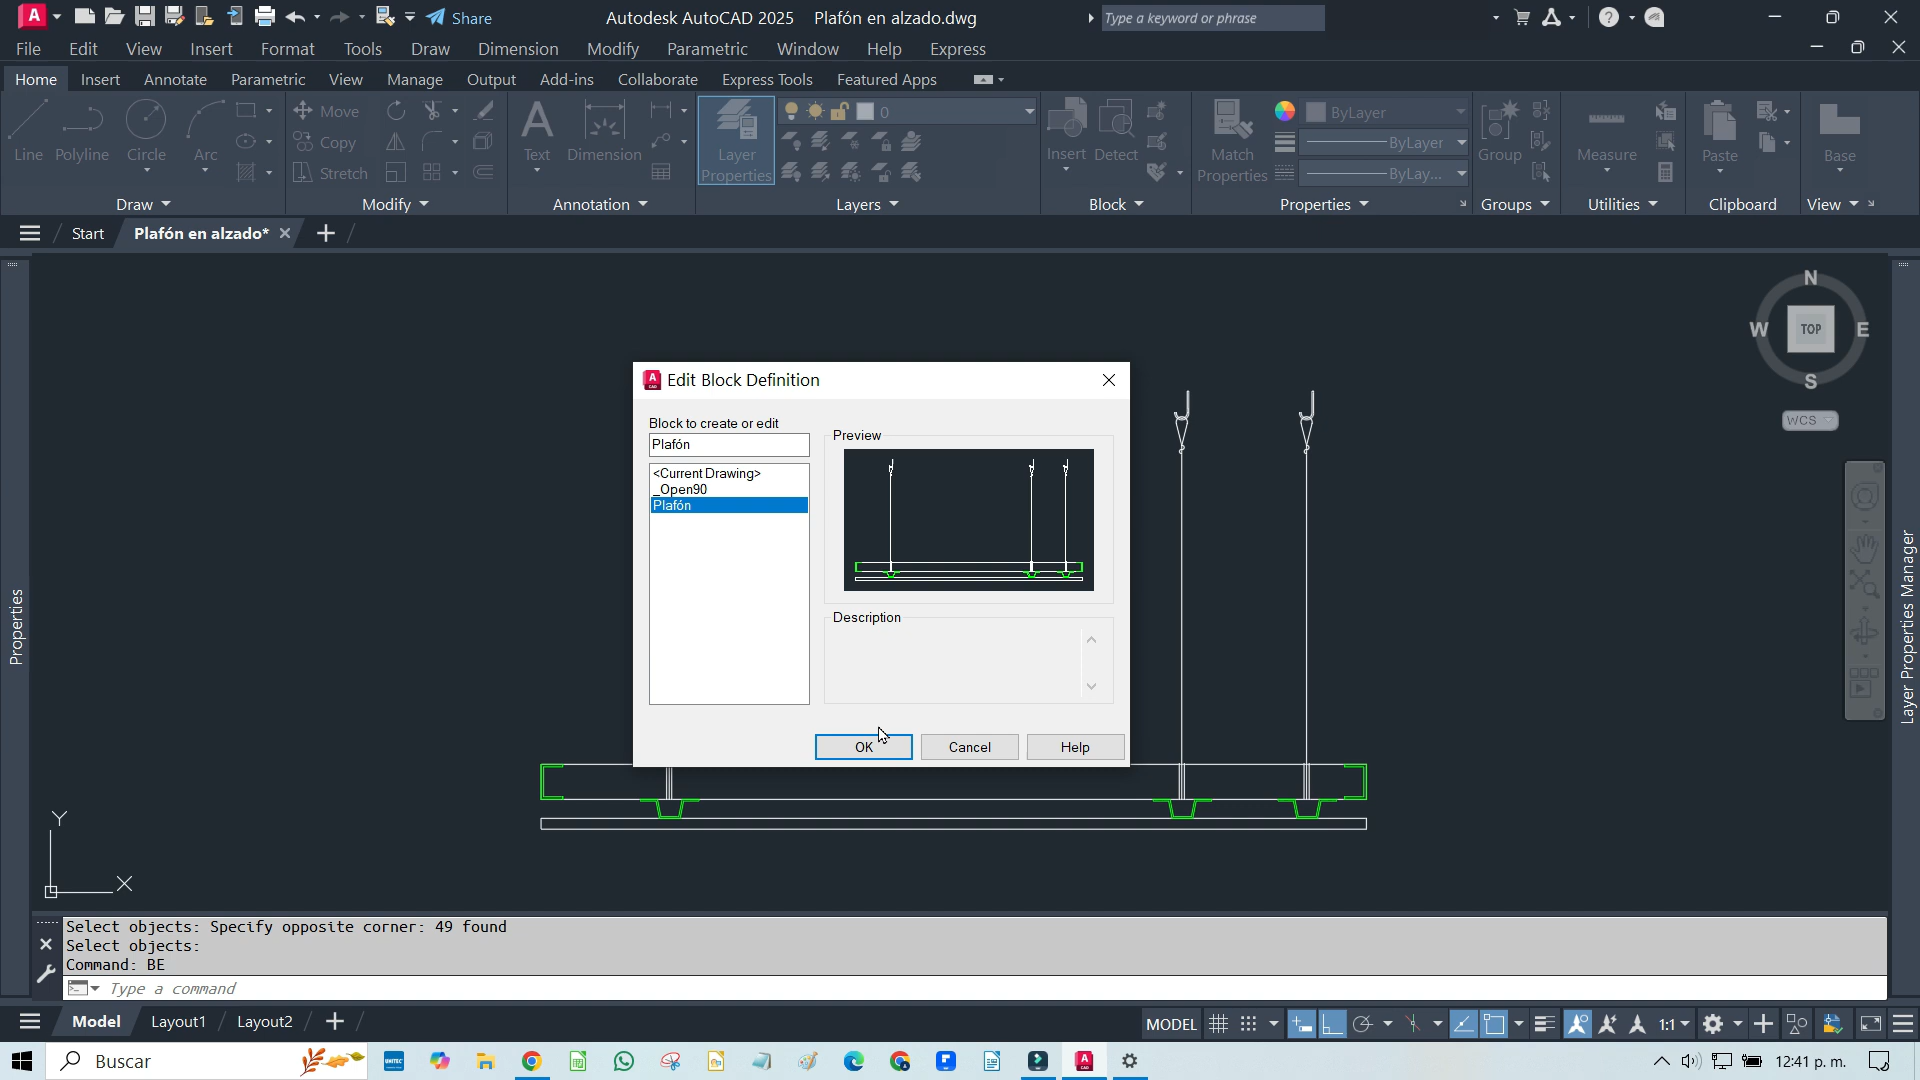 Share
Autodesk AutoCAD 2025 Plafón en alzado.dwg
Type a keyword or phrase
File Edit View Insert Format Tools Draw Dimension Modify Parametric Window Help Express
Home Insert Annotate Parametric View Manage Output Add-ins Collaborate Express Tools Featured Apps
Line Polyline Circle Arc
Move
Copy
Stretch
Text Dimension
Layer
Properties
0
Insert Detect
Match
Properties
ByLayer
ByLayer
ByLay...
Group
Measure
Paste
Base
Draw Modify Annotation Layers Block Properties Groups Utilities Clipboard View
Start Plafón en alzado*
Properties
Layer Properties Manager
N
W TOP E
S
WCS
A
CAD
Edit Block Definition
Block to create or edit
Plafón
<Current Drawing>
_Open90
Plafón
Preview
Description
OK Cancel Help
Y
X
Select objects: Specify opposite corner: 49 found
Select objects:
Command: BE
Type a command
Model Layout1 Layout2
MODEL 1:1
Buscar
12:41 p. m.